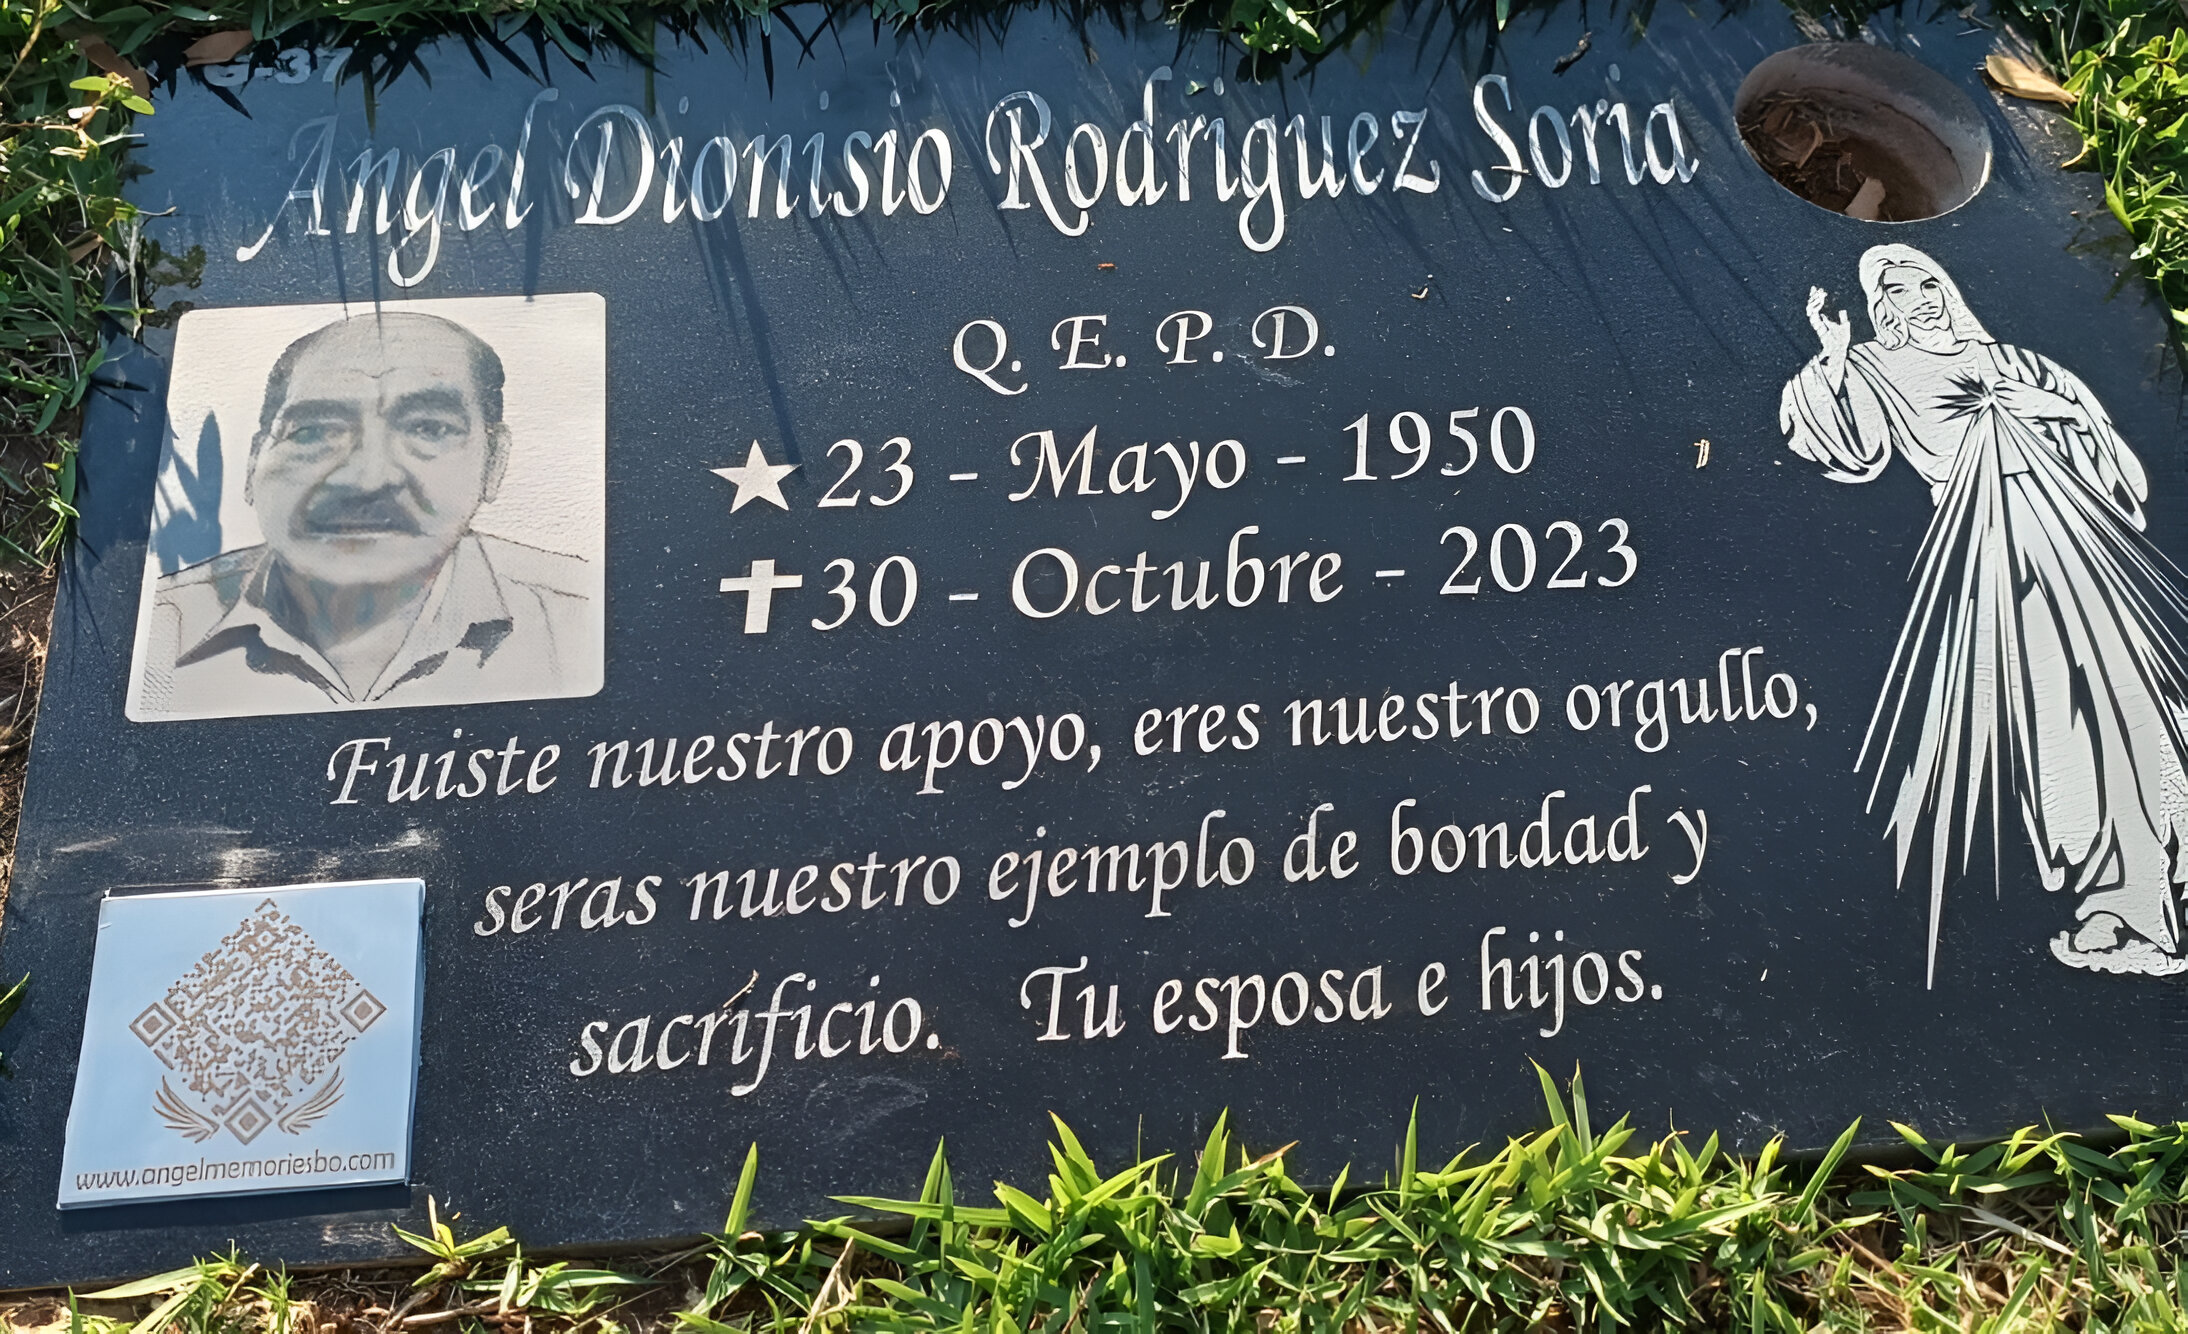 Angel Dionisio Rodriguez Soria
Q. E. P. D.
23 - Mayo - 1950
30 - Octubre - 2023
Fuiste nuestro apoyo, eres nuestro orgullo,
seras nuestro ejemplo de bondad y
sacrificio. Tu esposa e hijos.
www.angelmemoriesbo.com